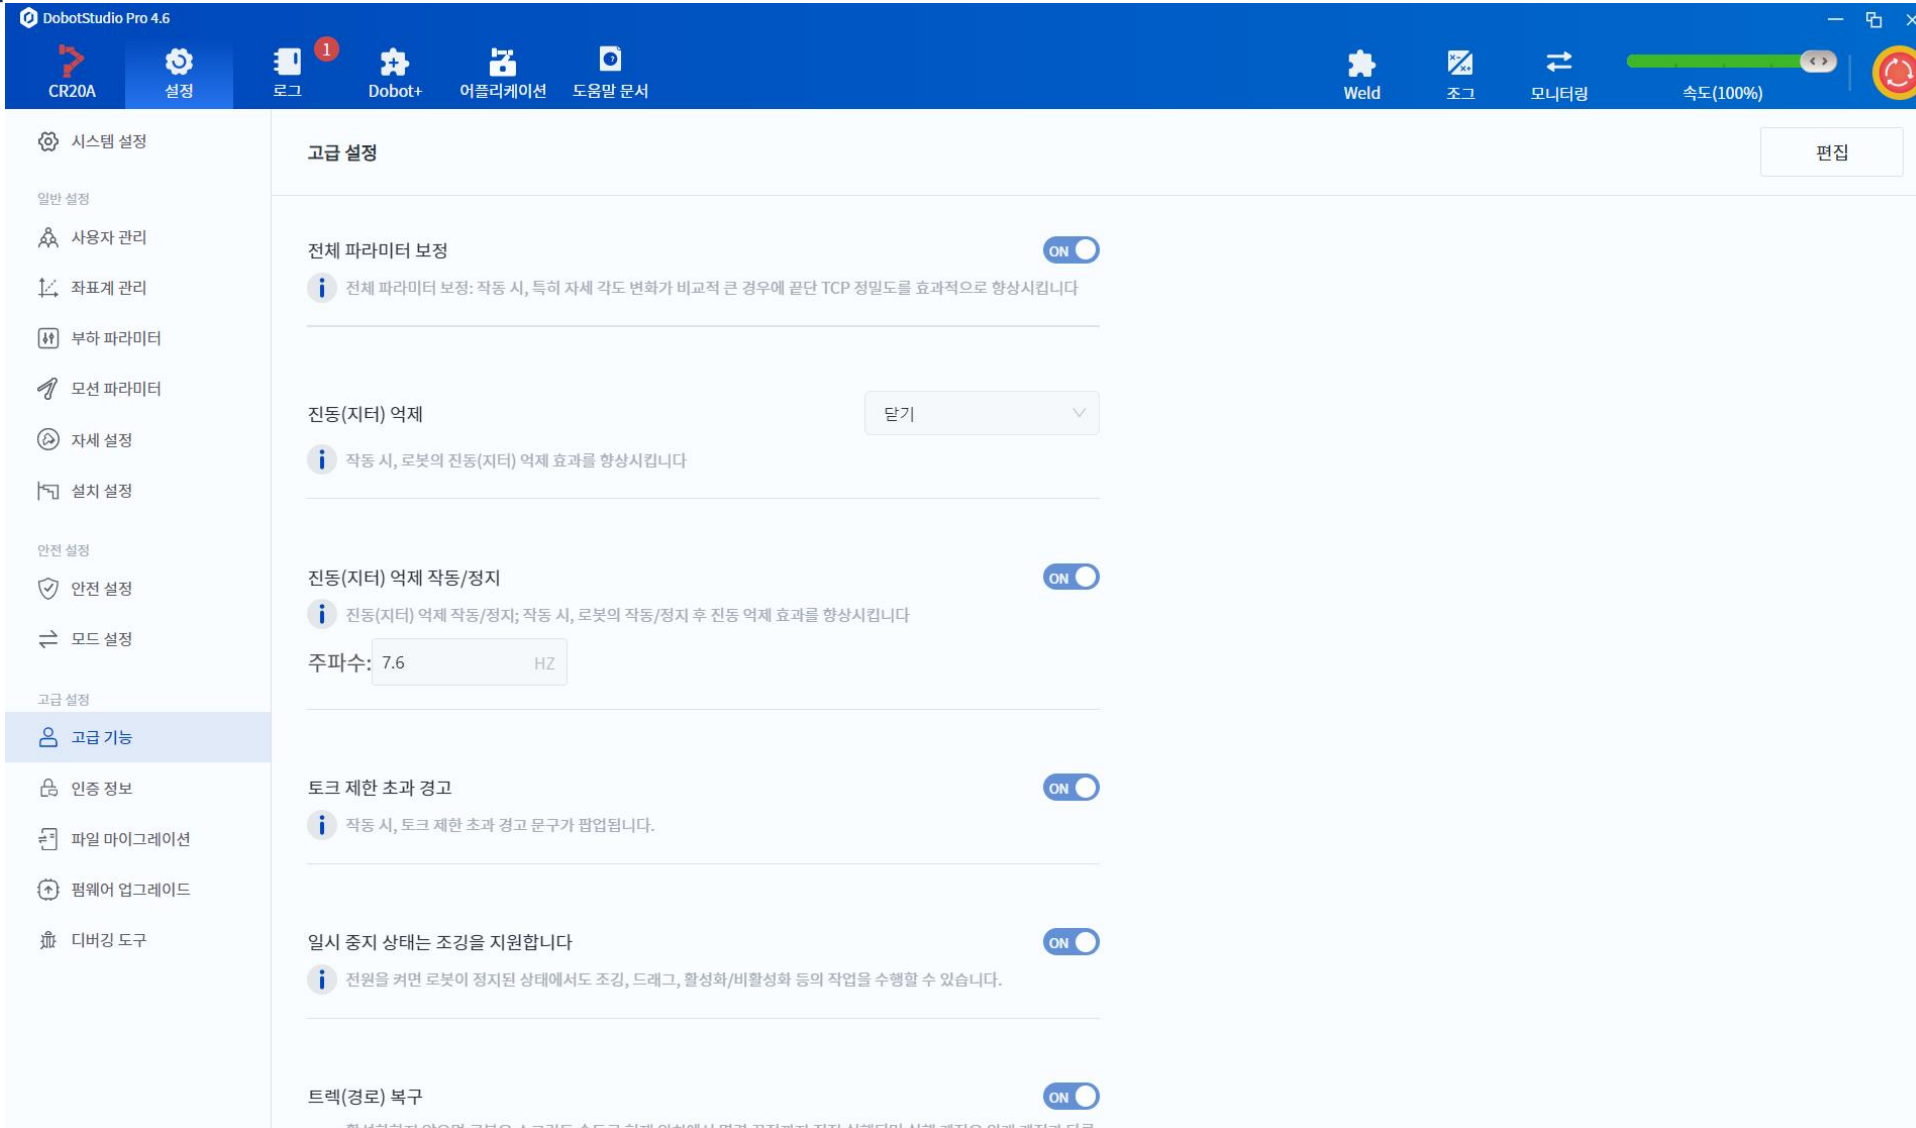 DobotStudio Pro 4.6
CR20A
설정
로그
1
Dobot+
어플리케이션
도움말 문서
Weld
조그
모니터링
속도(100%)
시스템 설정
일반 설정
사용자 관리
좌표계 관리
부하 파라미터
모션 파라미터
자세 설정
설치 설정
안전 설정
안전 설정
모드 설정
고급 설정
고급 기능
인증 정보
파일 마이그레이션
펌웨어 업그레이드
디버깅 도구
고급 설정
편집
전체 파라미터 보정
ON
전체 파라미터 보정: 작동 시, 특히 자세 각도 변화가 비교적 큰 경우에 끝단 TCP 정밀도를 효과적으로 향상시킵니다
진동(지터) 억제
닫기
작동 시, 로봇의 진동(지터) 억제 효과를 향상시킵니다
진동(지터) 억제 작동/정지
ON
진동(지터) 억제 작동/정지; 작동 시, 로봇의 작동/정지 후 진동 억제 효과를 향상시킵니다
주파수: 7.6 HZ
토크 제한 초과 경고
ON
작동 시, 토크 제한 초과 경고 문구가 팝업됩니다.
일시 중지 상태는 조깅을 지원합니다
ON
전원을 켜면 로봇이 정지된 상태에서도 조깅, 드래그, 활성화/비활성화 등의 작업을 수행할 수 있습니다.
트렉(경로) 복구
ON